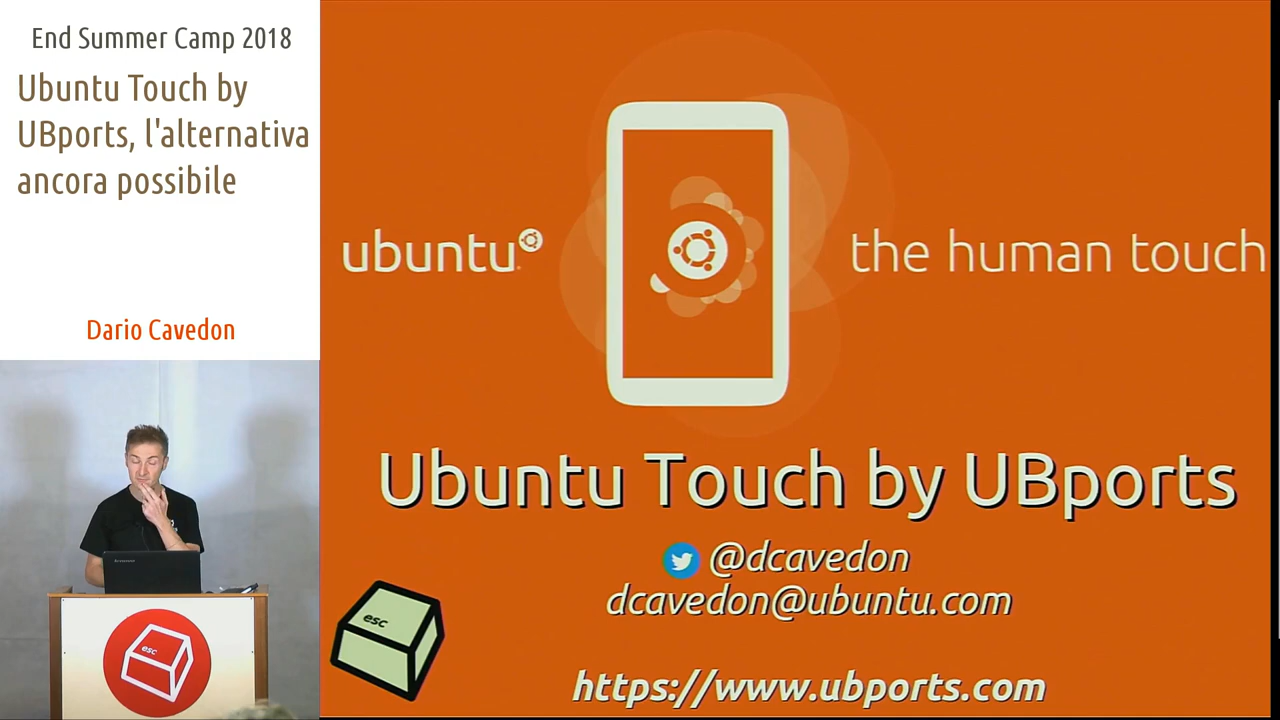 End Summer Camp 2018
Ubuntu Touch by
UBports, l'alternativa
ancora possibile
Dario Cavedon
ubuntu
the human touch
Ubuntu Touch by UBports
@dcavedon
dcavedon@ubuntu.com
esc
https://www.ubports.com
esc